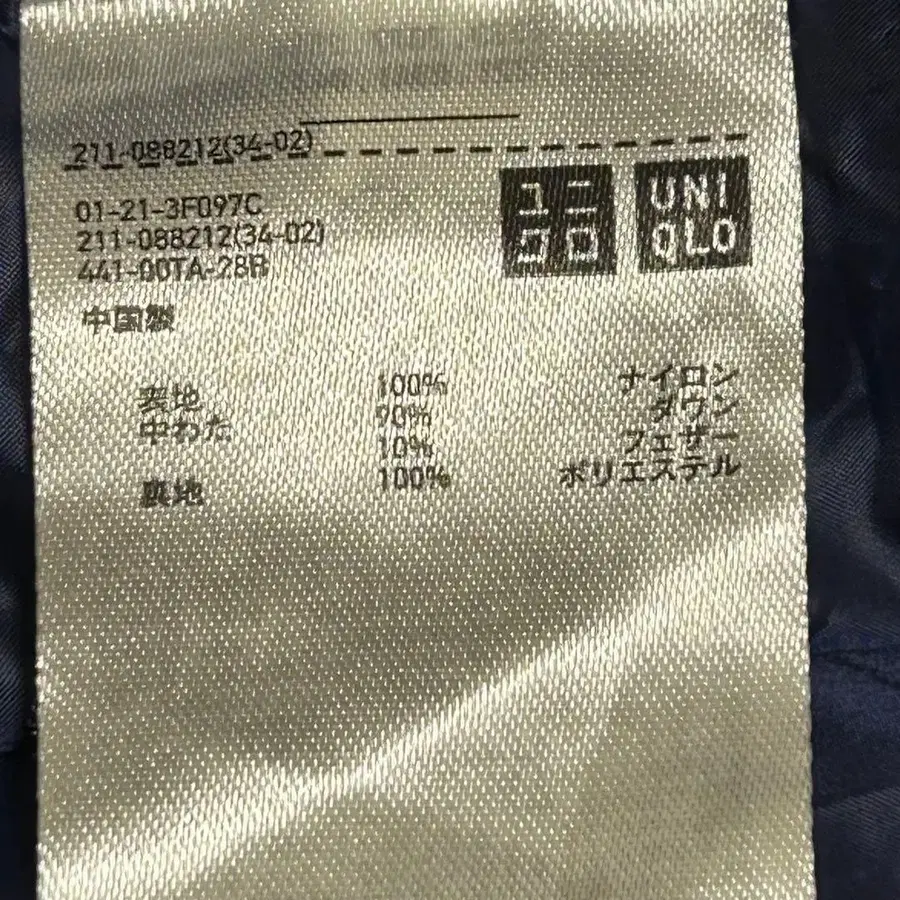 211-088212(34-02)
ユニ
クロ
UNI
QLO
01-21-3F097C
211-088212(34-02)
441-00TA-28R
中国製
表地 100% ナイロン
中わた 90% ダウン
10% フェザー
裏地 100% ポリエステル